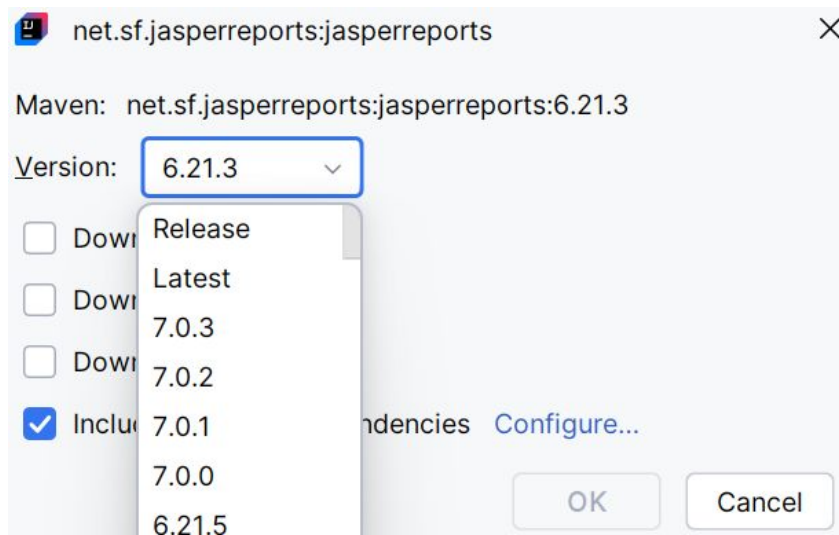 net.sf.jasperreports:jasperreports
Maven: net.sf.jasperreports:jasperreports:6.21.3
Version: 6.21.3
Release
Latest
7.0.3
7.0.2
7.0.1
7.0.0
6.21.5
Configure...
OK Cancel